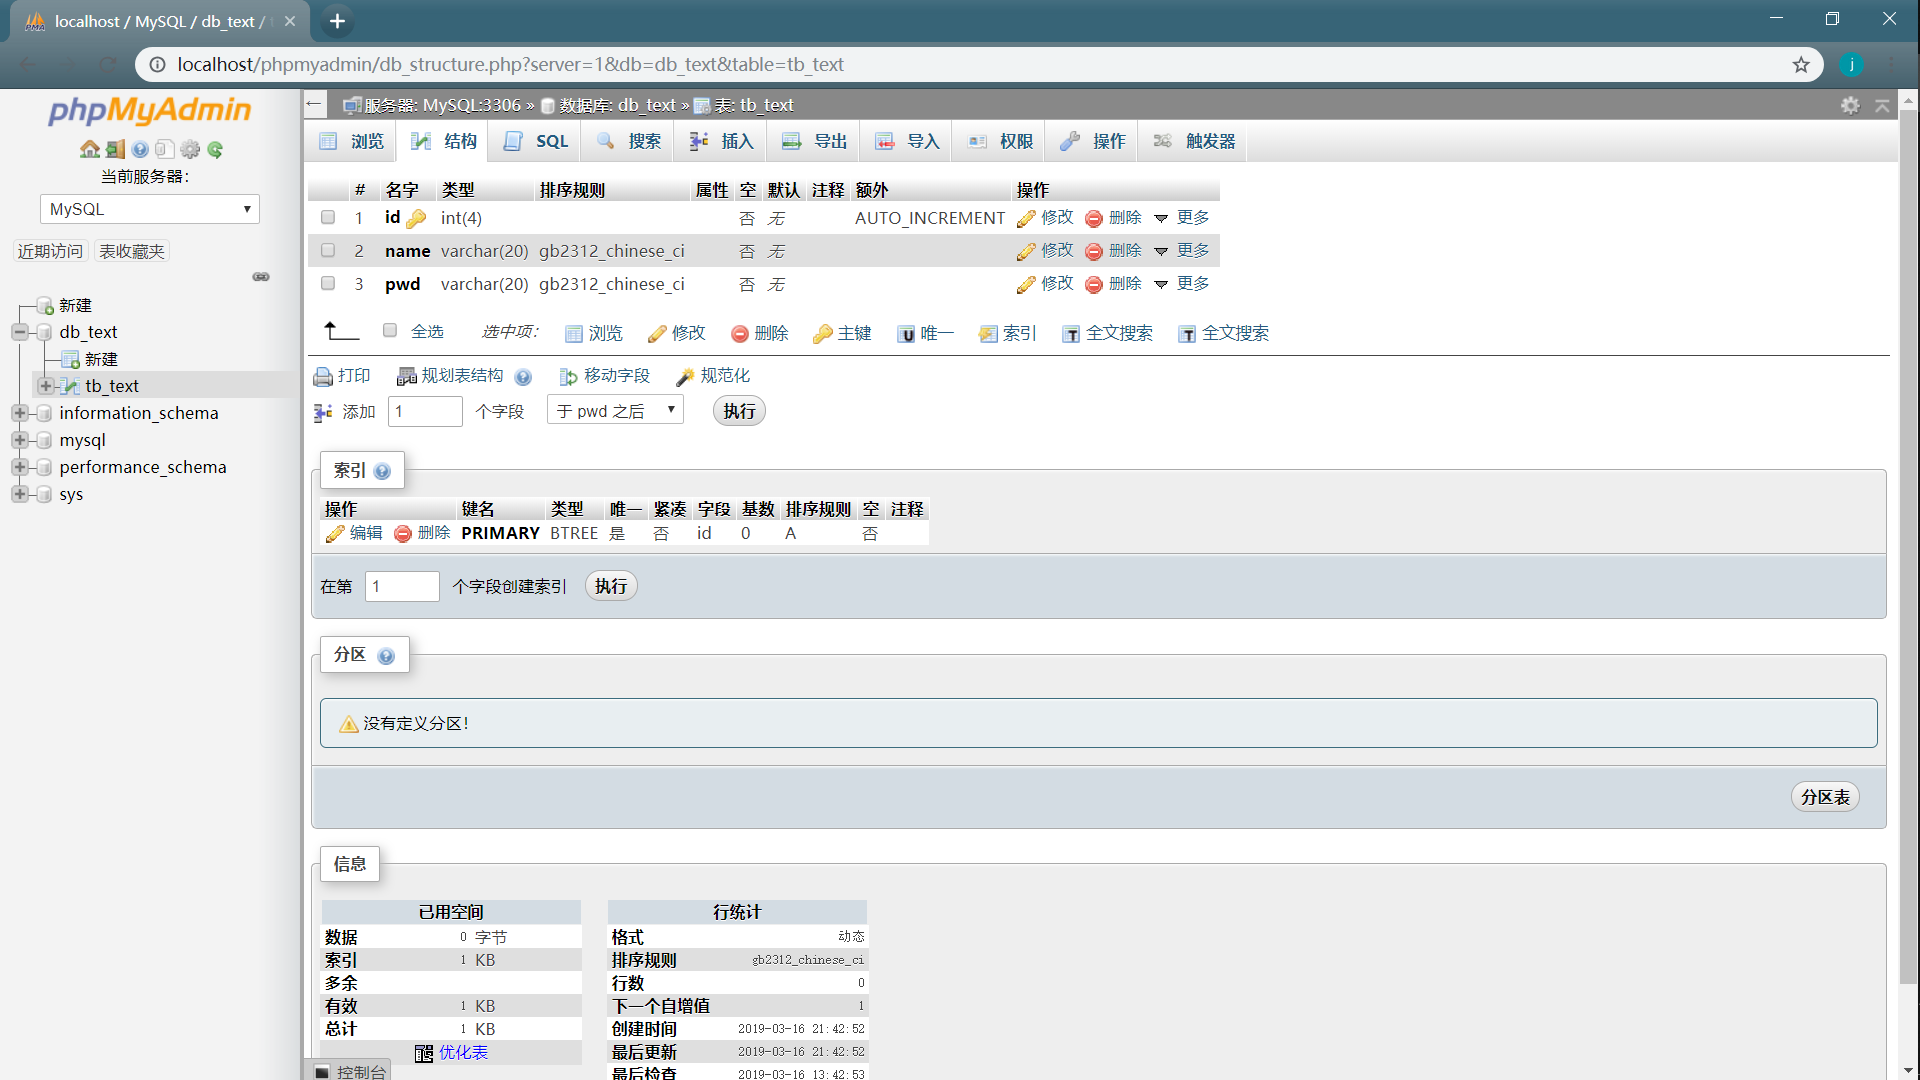 localhost / MySQL / db_text /
localhost/phpmyadmin/db_structure.php?server=1&db=db_text&table=tb_text
j
phpMyAdmin
当前服务器：
MySQL
近期访问 表收藏夹
新建
db_text
新建
tb_text
information_schema
mysql
performance_schema
sys
服务器: MySQL:3306 » 数据库: db_text » 表: tb_text
浏览 结构 SQL 搜索 插入 导出 导入 权限 操作 触发器
# 名字 类型 排序规则 属性 空 默认 注释 额外 操作
1 id int(4) 否 无 AUTO_INCREMENT 修改 删除 更多
2 name varchar(20) gb2312_chinese_ci 否 无 修改 删除 更多
3 pwd varchar(20) gb2312_chinese_ci 否 无 修改 删除 更多
全选 选中项： 浏览 修改 删除 主键 唯一 索引 全文搜索 全文搜索
打印 规划表结构 移动字段 规范化
添加 1 个字段 于 pwd 之后 执行
索引
操作 键名 类型 唯一 紧凑 字段 基数 排序规则 空 注释
编辑 删除 PRIMARY BTREE 是 否 id 0 A 否
在第 1 个字段创建索引 执行
分区
没有定义分区！
分区表
信息
已用空间
数据 0 字节
索引 1 KB
多余
有效 1 KB
总计 1 KB
优化表
行统计
格式 动态
排序规则 gb2312_chinese_ci
行数 0
下一个自增值 1
创建时间 2019-03-16 21:42:52
最后更新 2019-03-16 21:42:52
最后检查 2019-03-16 13:42:53
控制台